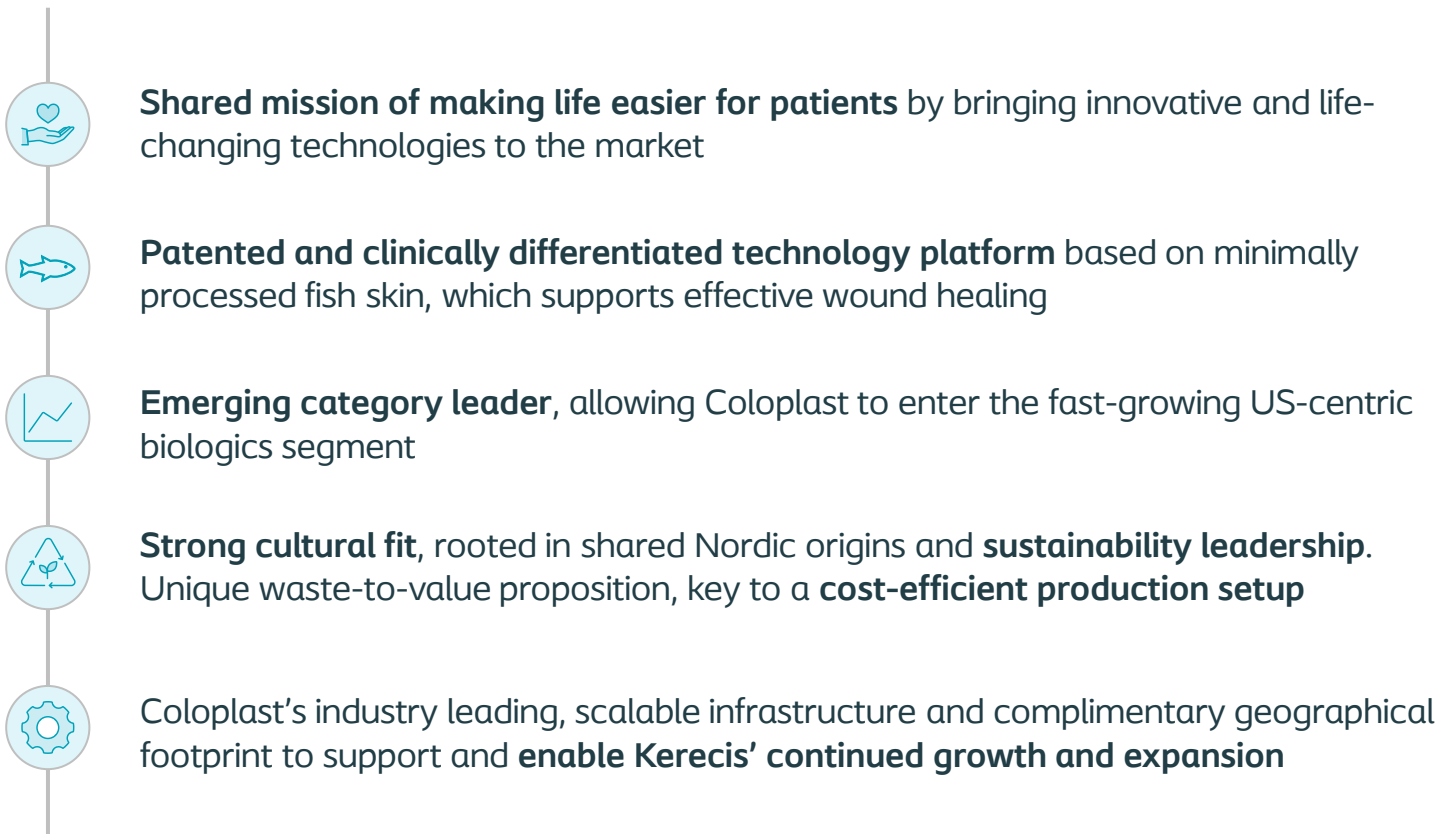 Shared mission of making life easier for patients by bringing innovative and life-
changing technologies to the market
Patented and clinically differentiated technology platform based on minimally
processed fish skin, which supports effective wound healing
Emerging category leader, allowing Coloplast to enter the fast-growing US-centric
biologics segment
Strong cultural fit, rooted in shared Nordic origins and sustainability leadership.
Unique waste-to-value proposition, key to a cost-efficient production setup
Coloplast’s industry leading, scalable infrastructure and complimentary geographical
footprint to support and enable Kerecis’ continued growth and expansion